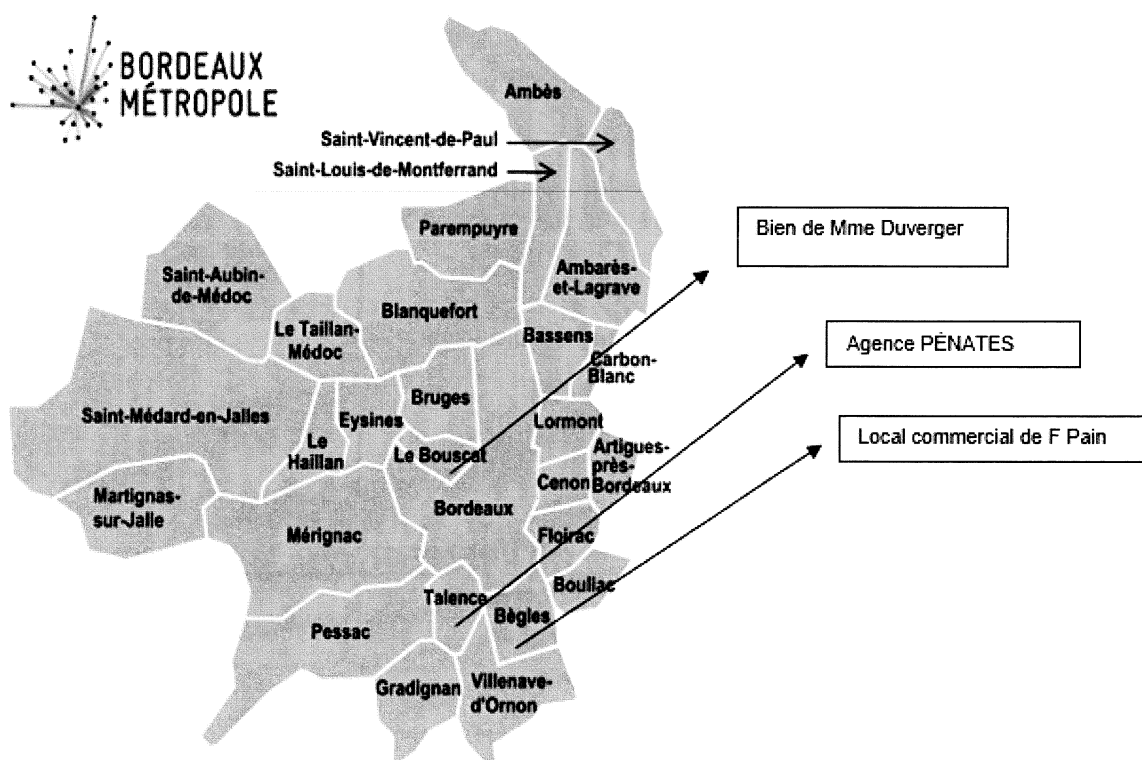 BORDEAUX
MÉTROPOLE
Ambès
Saint-Vincent-de-Paul
Saint-Louis-de-Montferrand
Parempuyre
Bien de Mme Duverger
Saint-Aubin-
de-Médoc
Ambarès-
et-Lagrave
Blanquefort
Le Taillan-
Médoc
Bassens
Agence PÉNATES
Carbon-
Blanc
Bruges
Saint-Médard-en-Jalles
Eysines
Lormont
Le
Haillan
Le Bouscat
Artigues-
près-
Bordeaux
Local commercial de F Pain
Cenon
Martignas-
sur-Jalle
Bordeaux
Mérignac
Floirac
Bouliac
Talence
Bègles
Pessac
Gradignan
Villenave-
d'Ornon